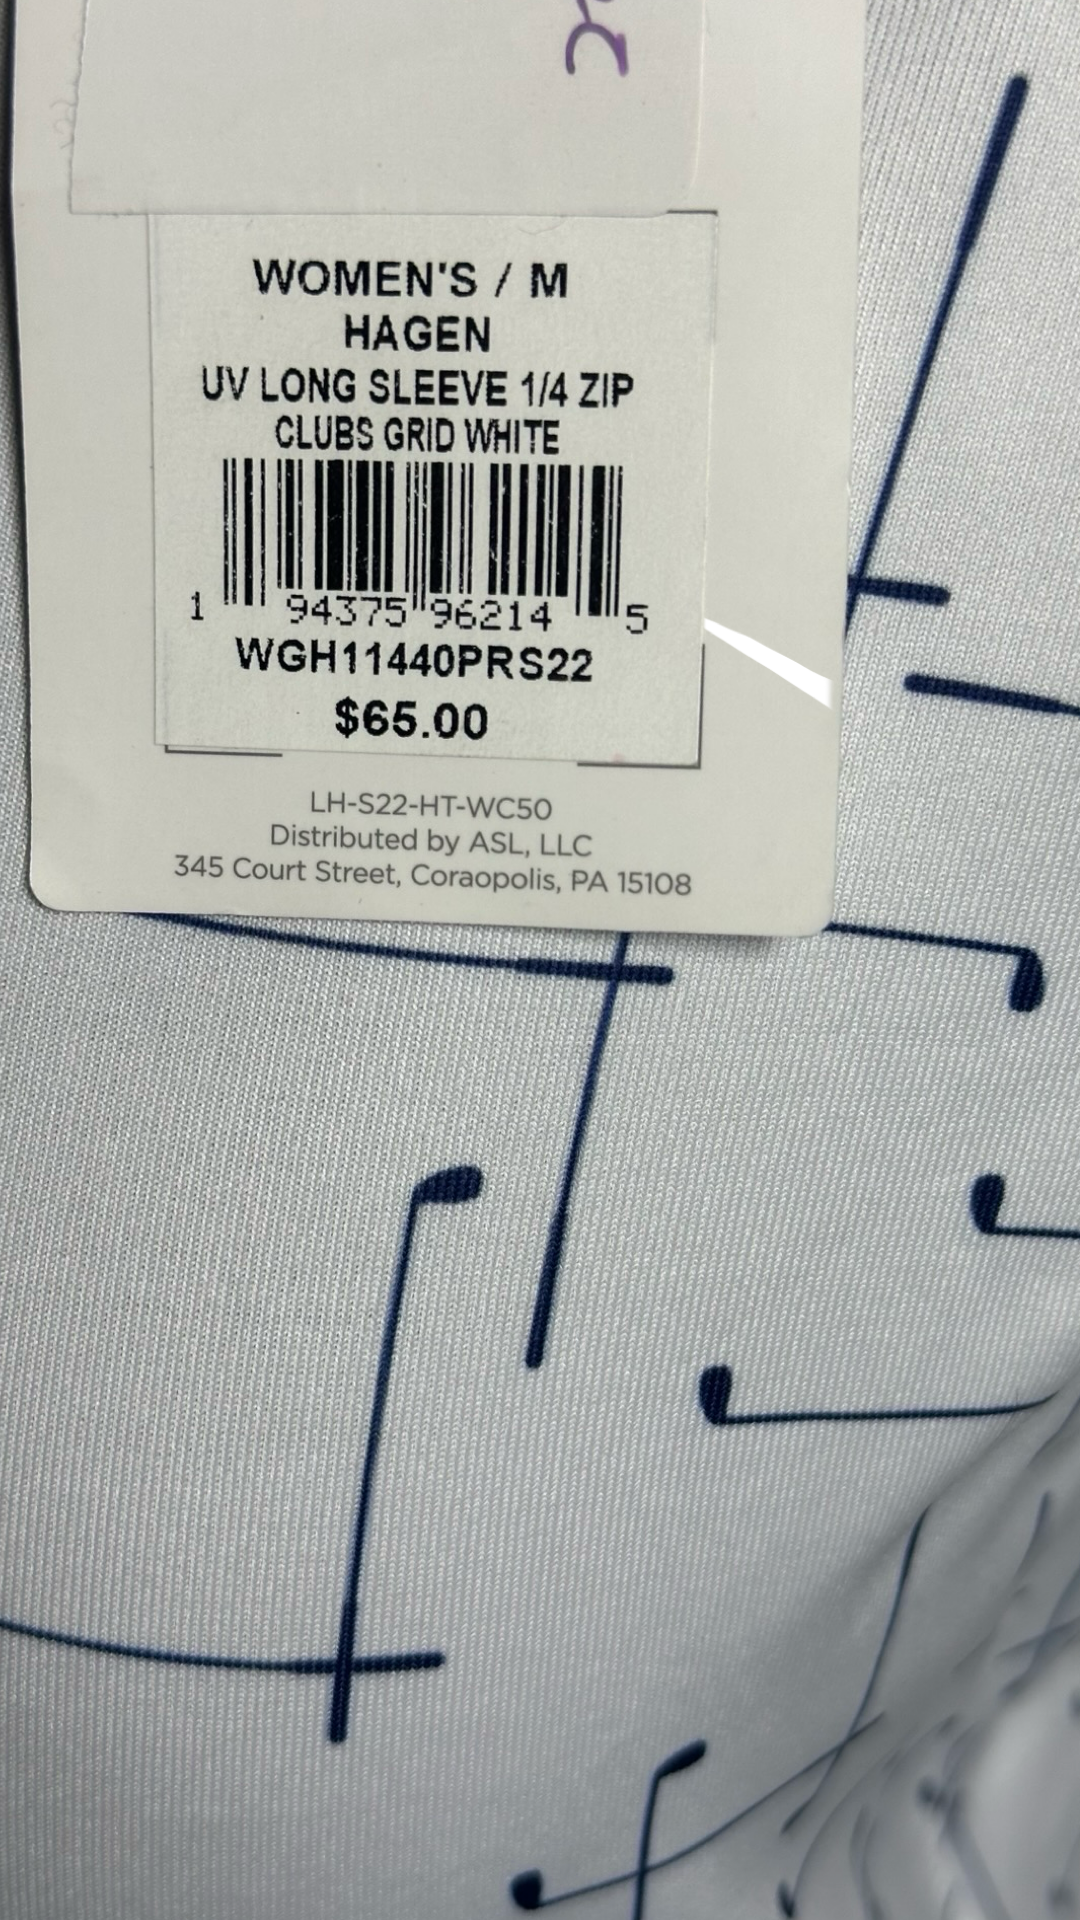 WOMEN'S / M
HAGEN
UV LONG SLEEVE 1/4 ZIP
CLUBS GRID WHITE
1 94375 96214 5
WGH11440PRS22
$65.00
LH-S22-HT-WC50
Distributed by ASL, LLC
345 Court Street, Coraopolis, PA 15108